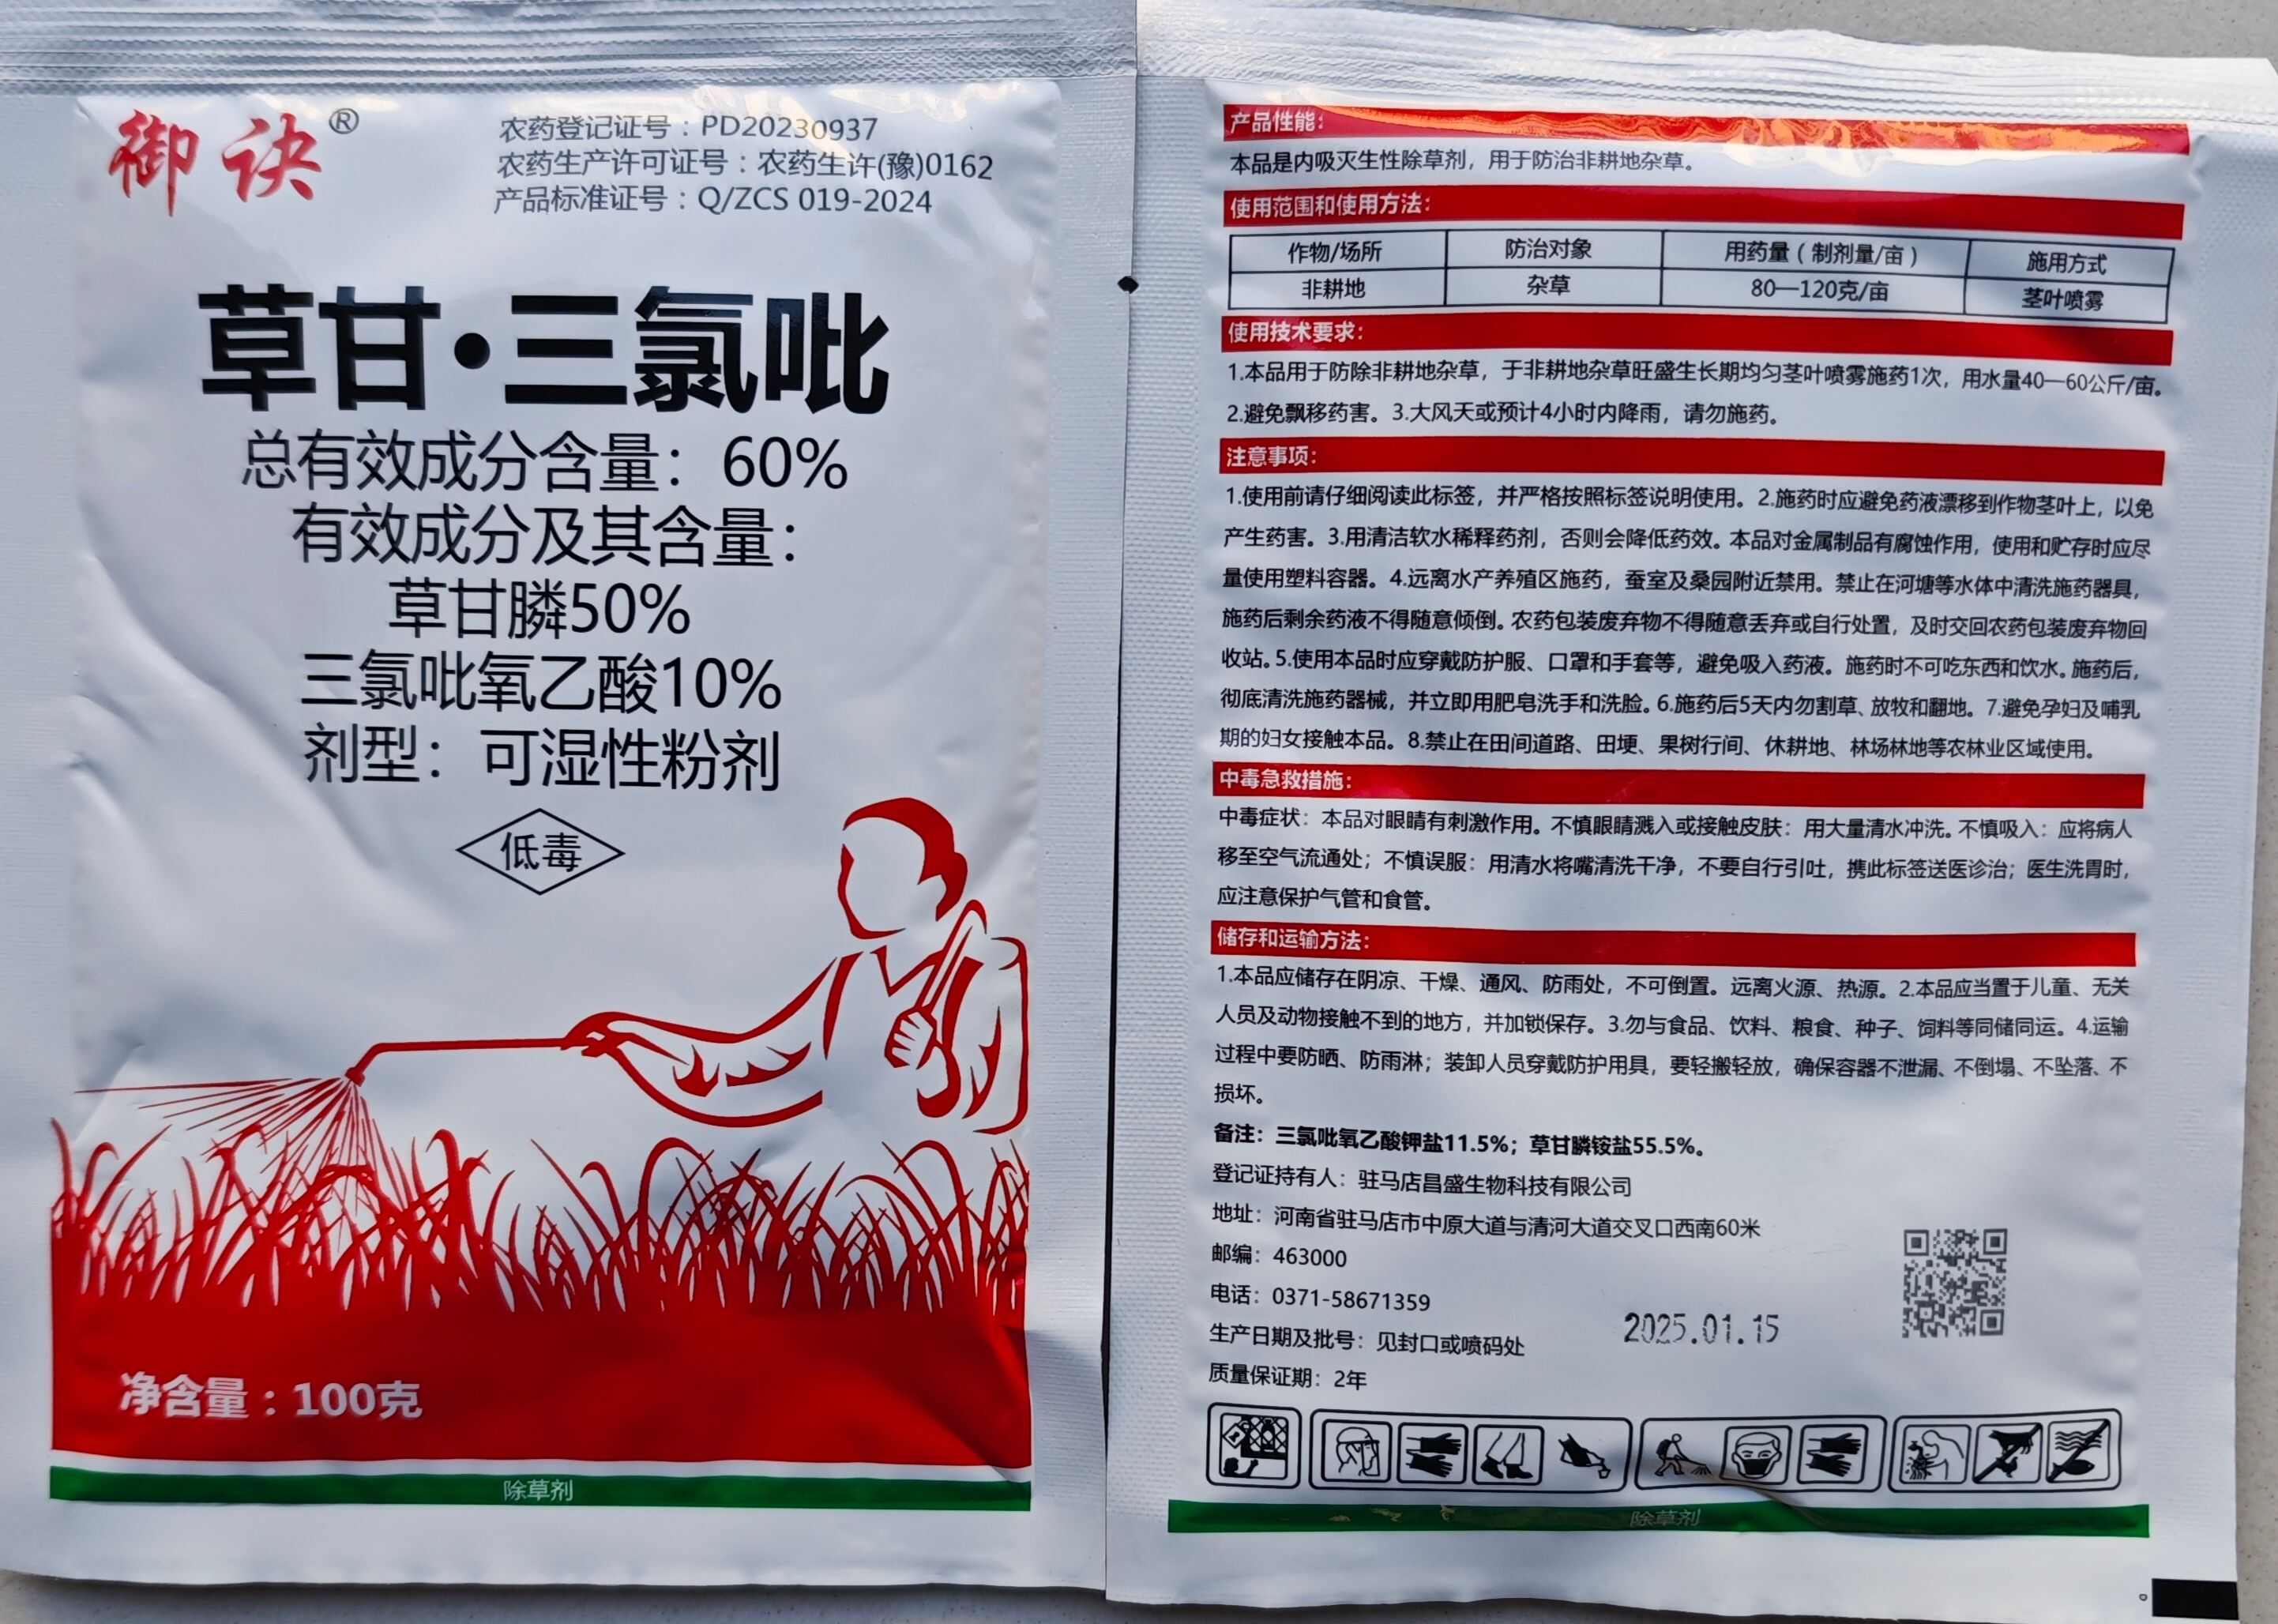 御诀®
农药登记证号：PD20230937
农药生产许可证号：农药生许(豫)0162
产品标准证号：Q/ZCS 019-2024
草甘·三氯吡
总有效成分含量：60%
有效成分及其含量：
草甘膦50%
三氯吡氧乙酸10%
剂型：可湿性粉剂
低毒
净含量：100克
除草剂
产品性能：
本品是内吸灭生性除草剂，用于防治非耕地杂草。
使用范围和使用方法：
作物/场所 防治对象 用药量（制剂量/亩） 施用方式
非耕地 杂草 80—120克/亩 茎叶喷雾
使用技术要求：
1.本品用于防除非耕地杂草，于非耕地杂草旺盛生长期均匀茎叶喷雾施药1次，用水量40—60公斤/亩。
2.避免飘移药害。3.大风天或预计4小时内降雨，请勿施药。
注意事项：
1.使用前请仔细阅读此标签，并严格按照标签说明使用。2.施药时应避免药液漂移到作物茎叶上，以免
产生药害。3.用清洁软水稀释药剂，否则会降低药效。本品对金属制品有腐蚀作用，使用和贮存时应尽
量使用塑料容器。4.远离水产养殖区施药，蚕室及桑园附近禁用。禁止在河塘等水体中清洗施药器具，
施药后剩余药液不得随意倾倒。农药包装废弃物不得随意丢弃或自行处置，及时交回农药包装废弃物回
收站。5.使用本品时应穿戴防护服、口罩和手套等，避免吸入药液。施药时不可吃东西和饮水。施药后，
彻底清洗施药器械，并立即用肥皂洗手和洗脸。6.施药后5天内勿割草、放牧和翻地。7.避免孕妇及哺乳
期的妇女接触本品。8.禁止在田间道路、田埂、果树行间、休耕地、林场林地等农林业区域使用。
中毒急救措施：
中毒症状：本品对眼睛有刺激作用。不慎眼睛溅入或接触皮肤：用大量清水冲洗。不慎吸入：应将病人
移至空气流通处；不慎误服：用清水将嘴清洗干净，不要自行引吐，携此标签送医诊治；医生洗胃时，
应注意保护气管和食管。
储存和运输方法：
1.本品应储存在阴凉、干燥、通风、防雨处，不可倒置。远离火源、热源。2.本品应当置于儿童、无关
人员及动物接触不到的地方，并加锁保存。3.勿与食品、饮料、粮食、种子、饲料等同储同运。4.运输
过程中要防晒、防雨淋；装卸人员穿戴防护用具，要轻搬轻放，确保容器不泄漏、不倒塌、不坠落、不
损坏。
备注：三氯吡氧乙酸钾盐11.5%；草甘膦铵盐55.5%。
登记证持有人：驻马店昌盛生物科技有限公司
地址：河南省驻马店市中原大道与清河大道交叉口西南60米
邮编：463000
电话：0371-58671359
生产日期及批号：见封口或喷码处
2025.01.15
质量保证期：2年
除草剂